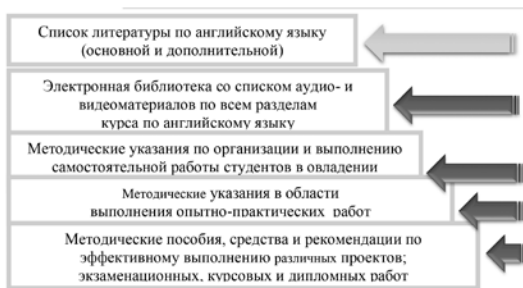 Список литературы по английскому языку
(основной и дополнительной)
Электронная библиотека со списком аудио- и
видеоматериалов по всем разделам
курса по английскому языку
Методические указания по организации и выполнению
самостоятельной работы студентов в овладении
Методические указания в области
выполнения опытно-практических работ
Методические пособия, средства и рекомендации по
эффективному выполнению различных проектов;
экзаменационных, курсовых и дипломных работ